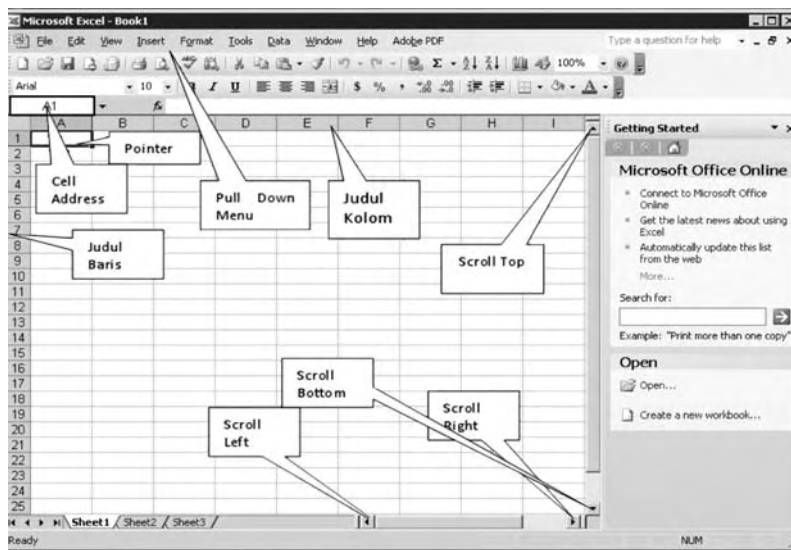 Microsoft Excel - Book1
File Edit View Insert Format Tools Data Window Help Adobe PDF
Type a question for help
Σ 100%
Arial 10 B I U $ % ,
A1 fx
A B C D E F G H I
Getting Started
Microsoft Office Online
Connect to Microsoft Office
Online
Get the latest news about using
Excel
Automatically update this list
from the web
More...
Search for:
Example: "Print more than one copy"
Open
Open...
Create a new workbook...
1
2
3
4
5
6
7
8
9
10
11
12
13
14
15
16
17
18
19
20
21
22
23
24
25
Pointer
Cell
Address
Pull Down
Menu
Judul
Kolom
Judul
Baris
Scroll Top
Scroll
Bottom
Scroll
Left
Scroll
Right
Sheet1 Sheet2 Sheet3
Ready NUM